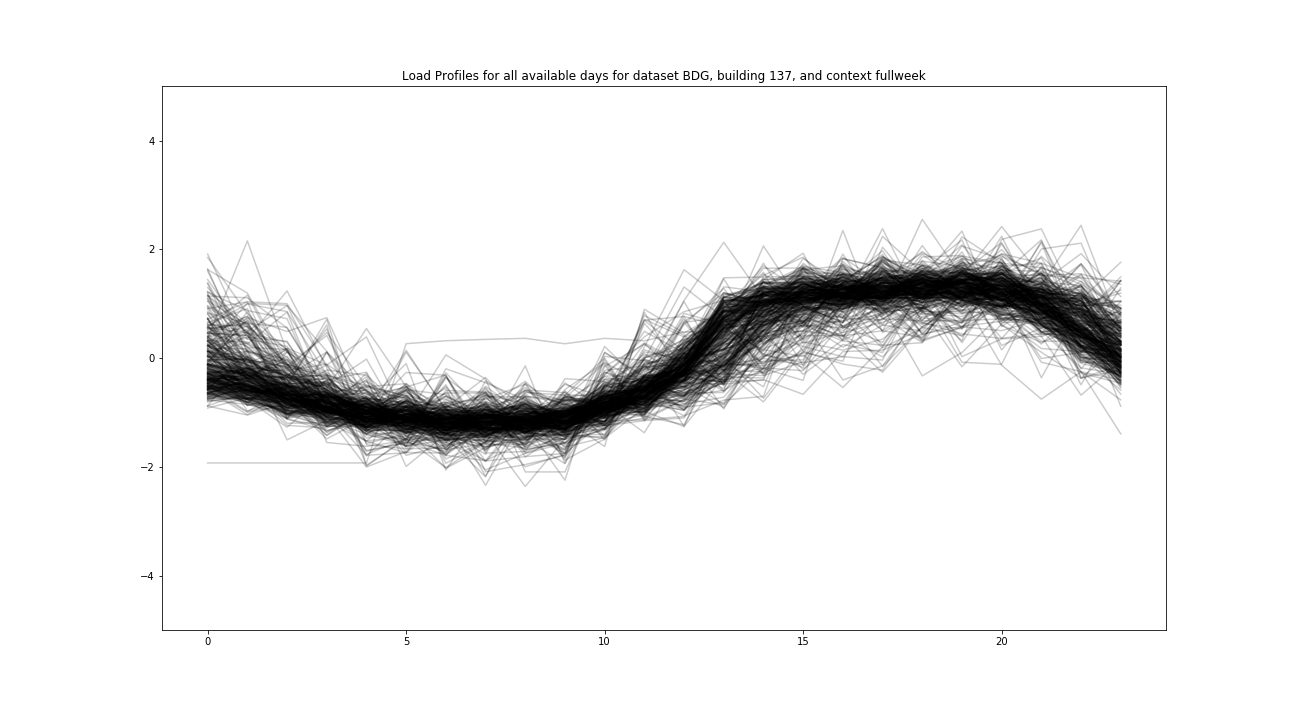 Load Profiles for all available days for dataset BDG, building 137, and context fullweek
4
2
0
−2
−4
0 5 10 15 20